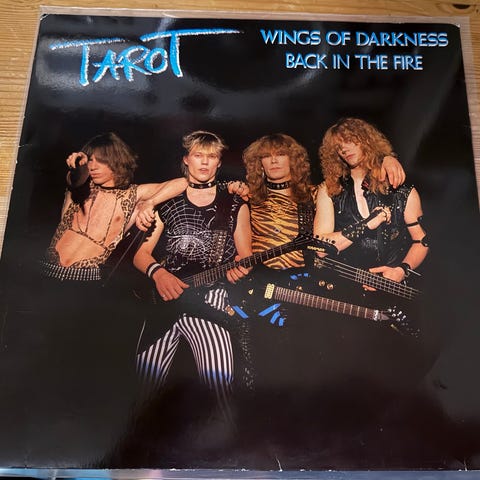 TAROT
WINGS OF DARKNESS
BACK IN THE FIRE